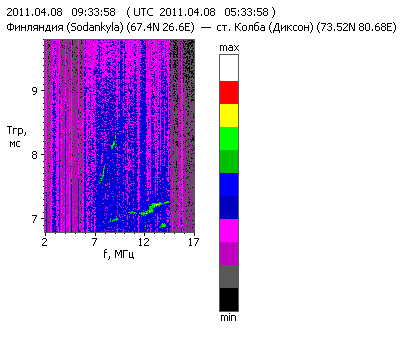 2011.04.08 09:33:58 ( UTC 2011.04.08 05:33:58 )
Финляндия (Sodankyla) (67.4N 26.6E) — ст. Колба (Диксон) (73.52N 80.68E)
max
9
Тгр,
мс
8
7
2 7 12 17
f, МГц
min